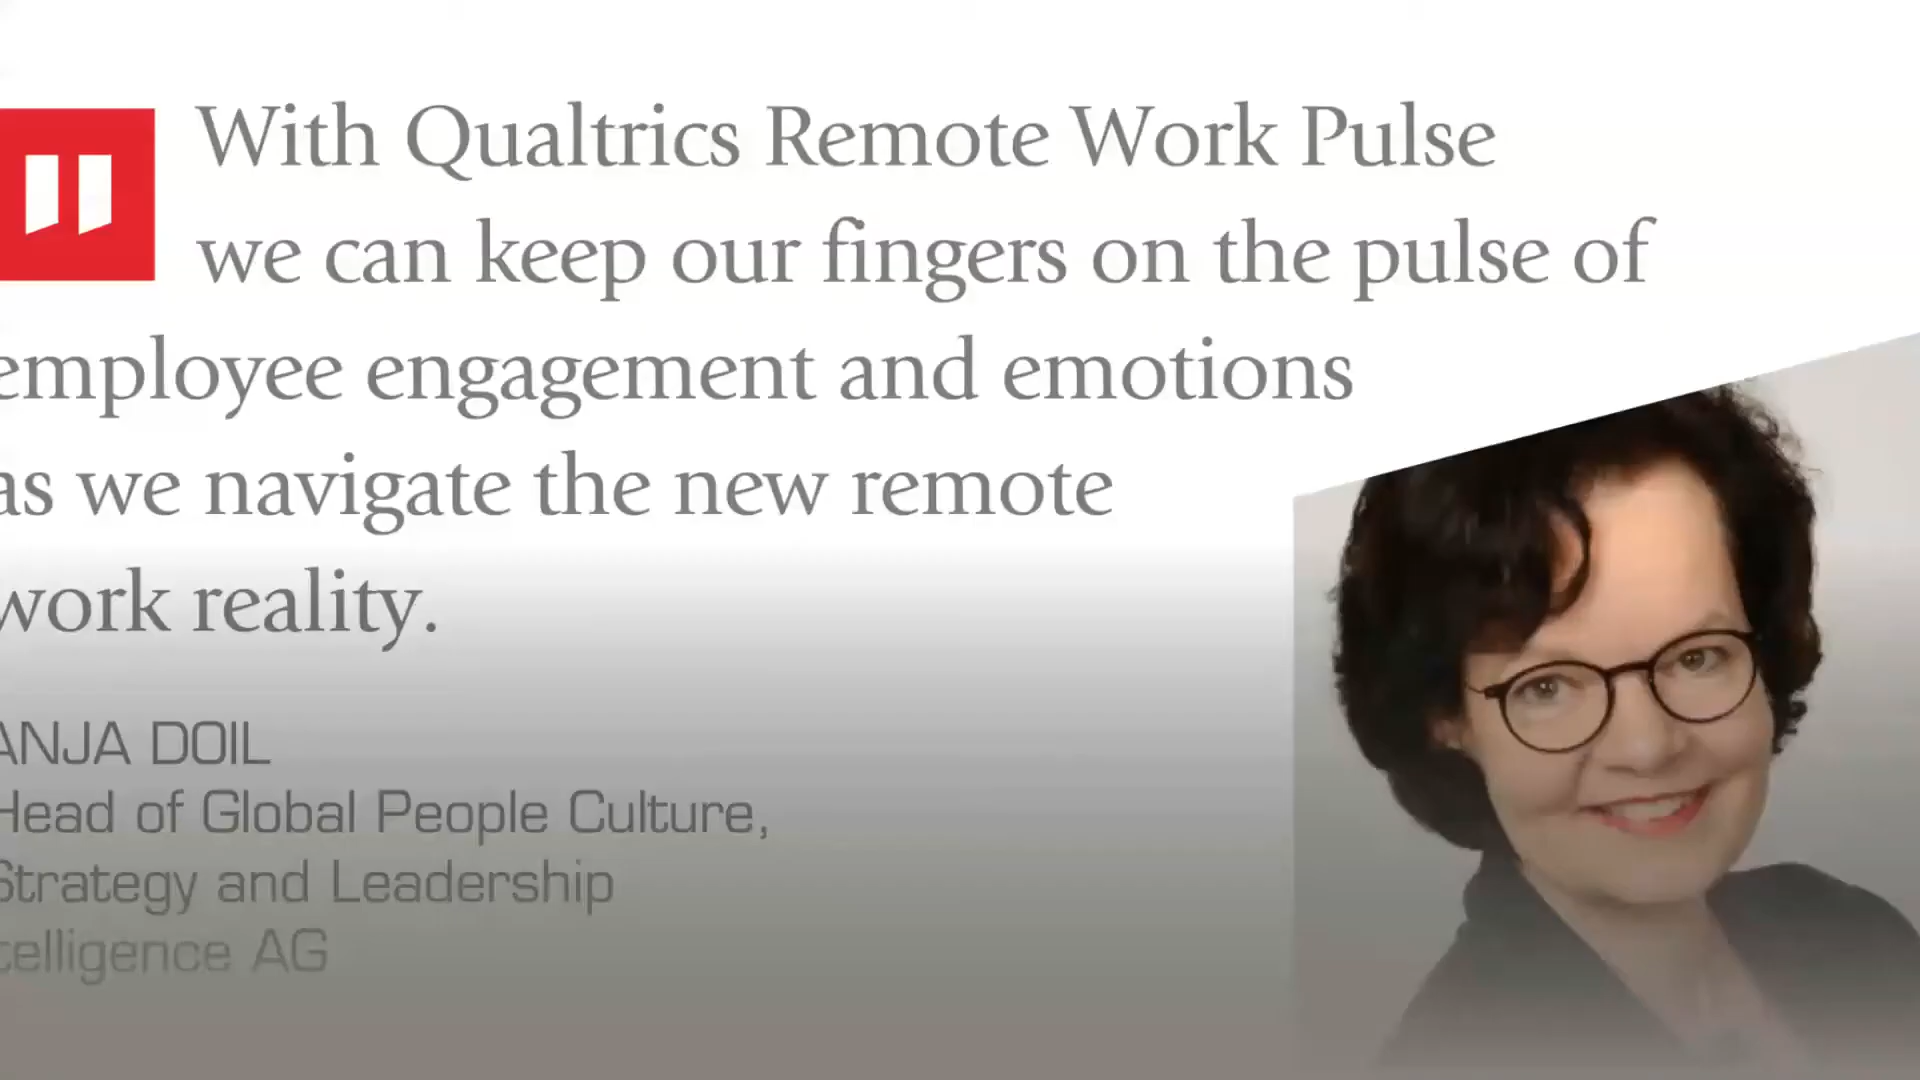 With Qualtrics Remote Work Pulse
we can keep our fingers on the pulse of
employee engagement and emotions
as we navigate the new remote
work reality.
ANJA DOIL
Head of Global People Culture,
Strategy and Leadership
telligence AG